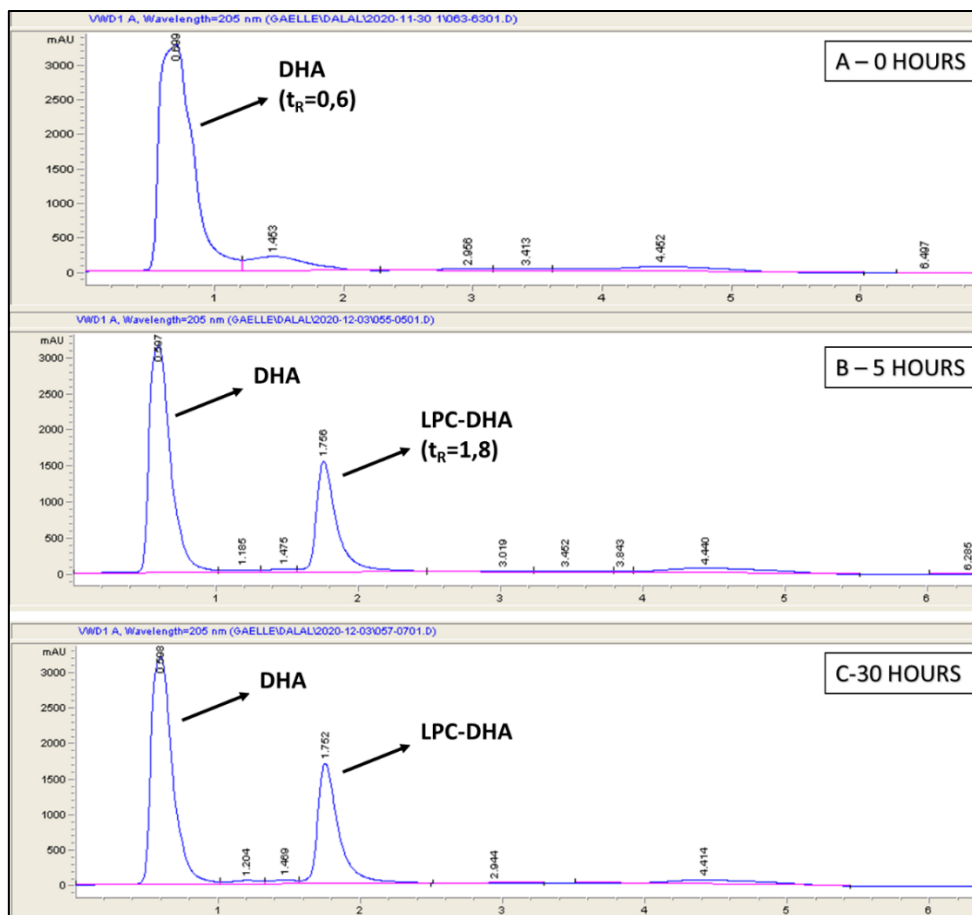 VWD1 A, Wavelength=205 nm (GAELLE\DALAL\2020-11-30 1\063-6301.D)
mAU
A – 0 HOURS
0.699
DHA
(tR=0,6)
3000
2500
2000
1500
1000
500
0
1.453
2.956
3.413
4.452
6.497
1 2 3 4 5 6
VWD1 A, Wavelength=205 nm (GAELLE\DALAL\2020-12-03\055-0501.D)
mAU
B – 5 HOURS
0.597
DHA
LPC-DHA
(tR=1,8)
3000
2500
2000
1500
1000
500
0
1.185
1.475
1.756
3.019
3.452
3.843
4.440
6.285
1 2 3 4 5 6
VWD1 A, Wavelength=205 nm (GAELLE\DALAL\2020-12-03\057-0701.D)
mAU
C-30 HOURS
0.598
DHA
LPC-DHA
3000
2500
2000
1500
1000
500
0
1.204
1.469
1.752
2.944
4.414
1 2 3 4 5 6